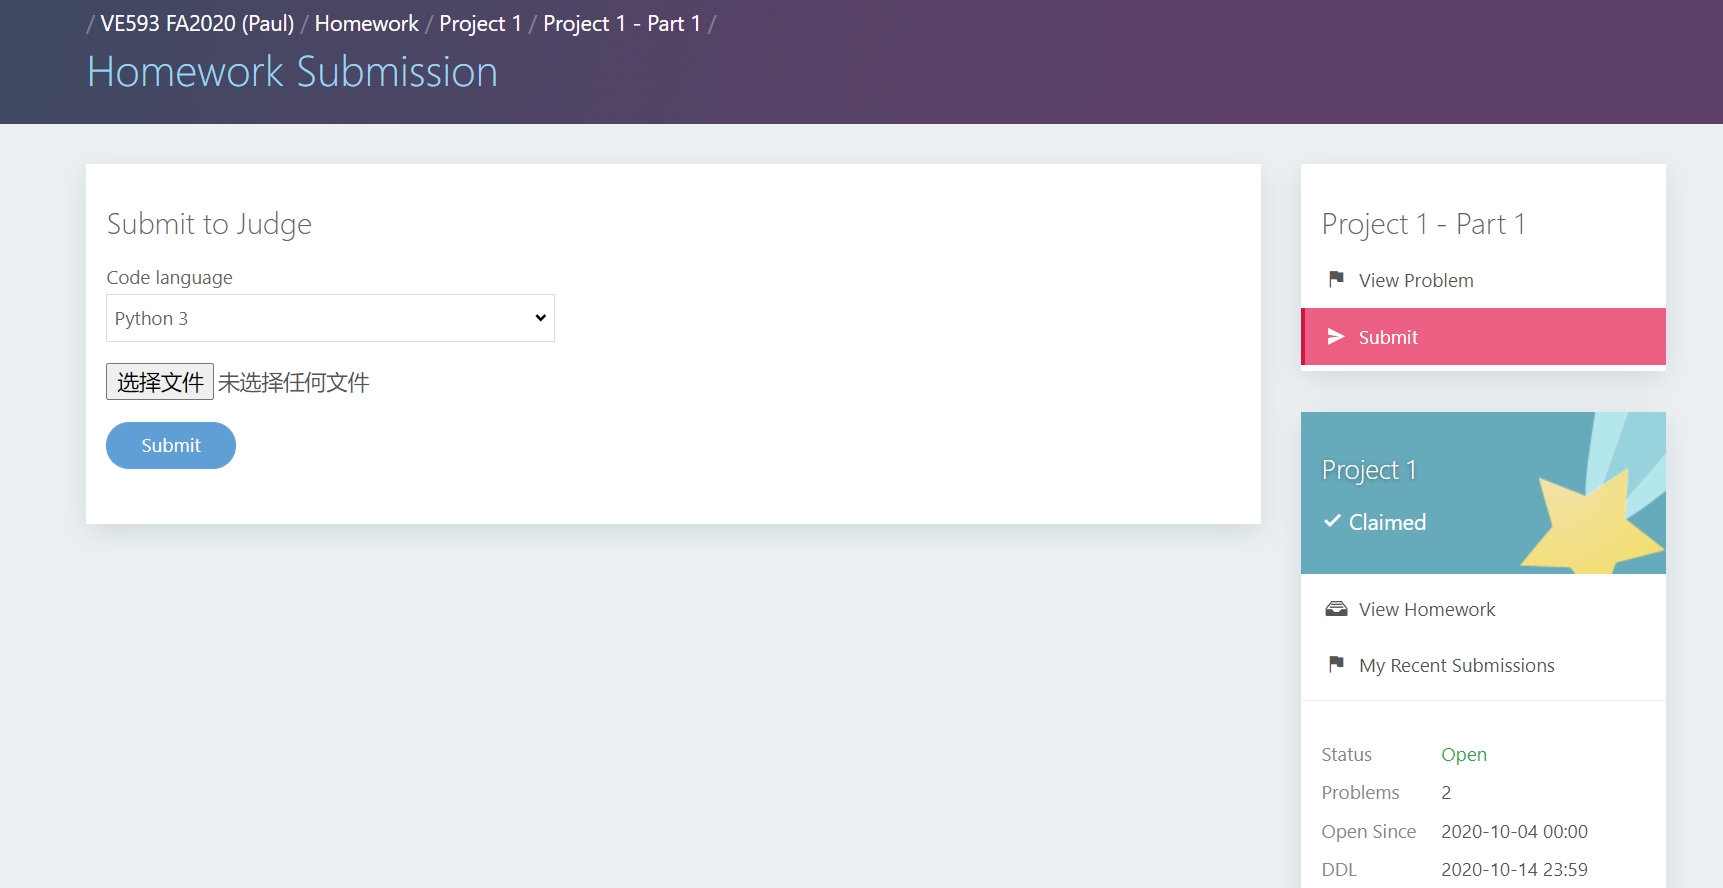 / VE593 FA2020 (Paul) / Homework / Project 1 / Project 1 - Part 1 /
Homework Submission
Submit to Judge
Code language
Python 3
选择文件 未选择任何文件
Submit
Project 1 - Part 1
View Problem
Submit
Project 1
Claimed
View Homework
My Recent Submissions
Status Open
Problems 2
Open Since 2020-10-04 00:00
DDL 2020-10-14 23:59